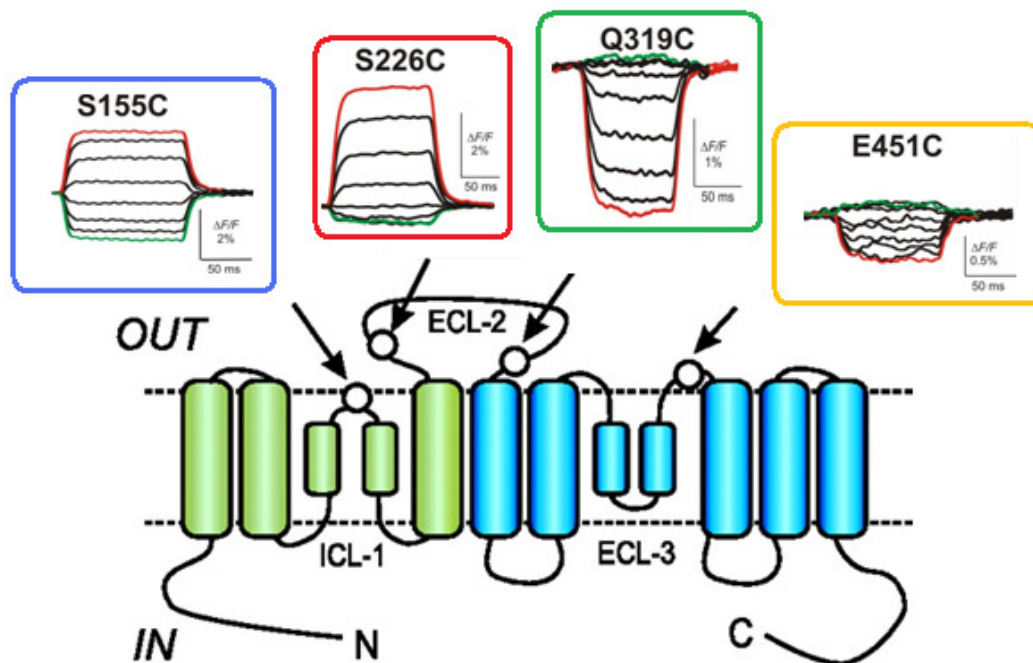 S155C
ΔF/F
2%
50 ms
S226C
ΔF/F
2%
50 ms
Q319C
ΔF/F
1%
50 ms
E451C
ΔF/F
0.5%
50 ms
OUT
ECL-2
ICL-1
ECL-3
IN
N
C